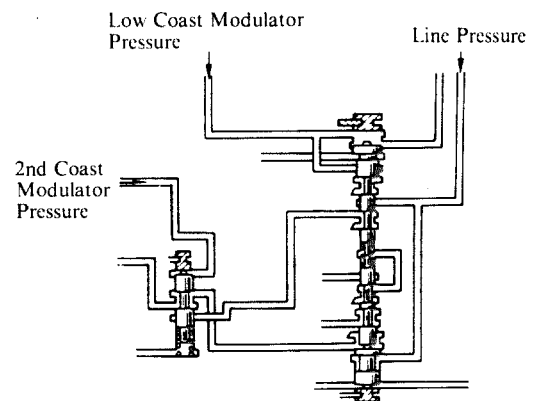 Low Coast Modulator
Pressure
Line Pressure
2nd Coast
Modulator
Pressure